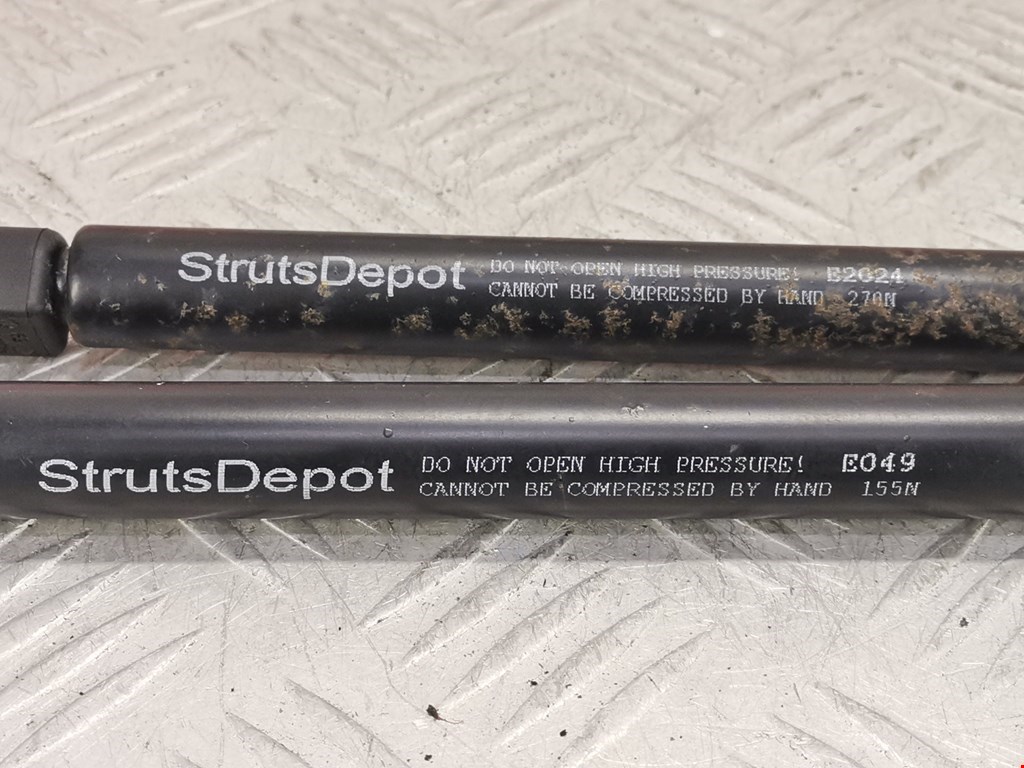 StrutsDepot DO NOT OPEN HIGH PRESSURE! E2024
CANNOT BE COMPRESSED BY HAND 270N
StrutsDepot DO NOT OPEN HIGH PRESSURE! E049
CANNOT BE COMPRESSED BY HAND 155N